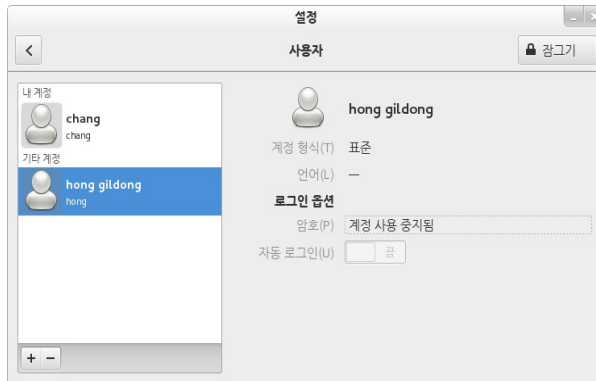 설정
사용자
잠그기
내 계정
chang
chang
기타 계정
hong gildong
hong
hong gildong
계정 형식(T) 표준
언어(L) —
로그인 옵션
암호(P) 계정 사용 중지됨
자동 로그인(U) 끔